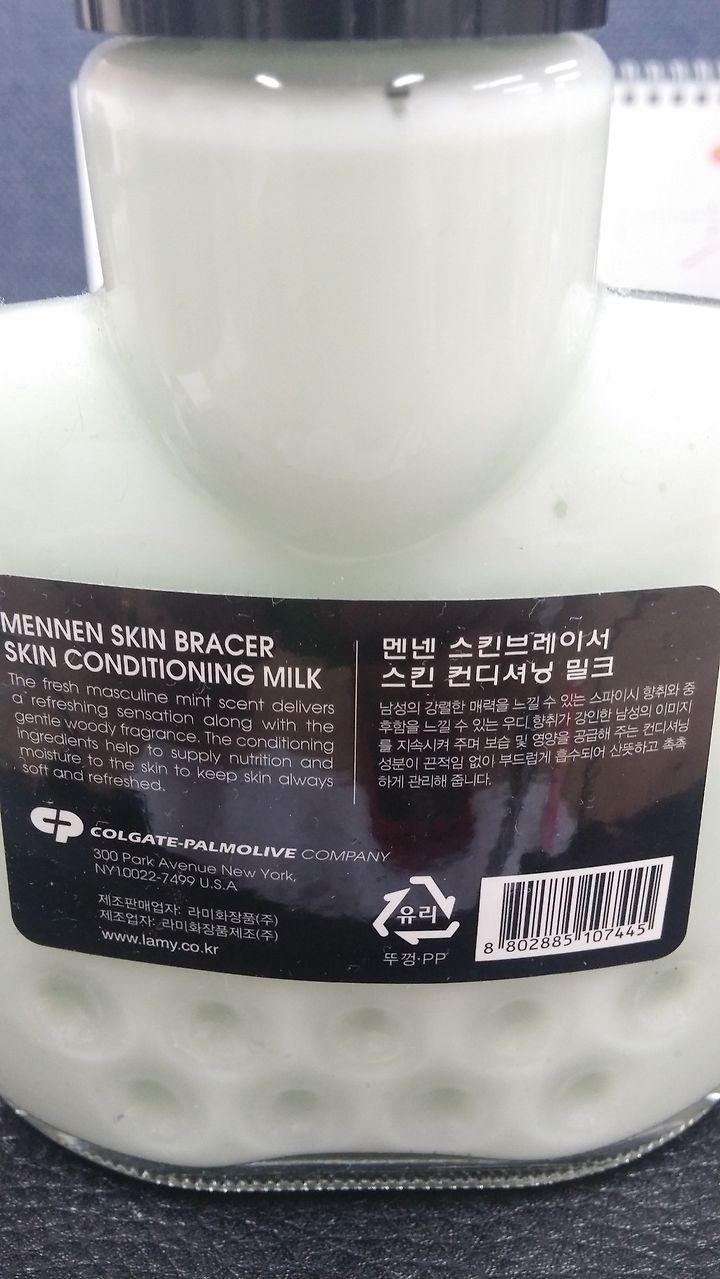 MENNEN SKIN BRACER
SKIN CONDITIONING MILK
The fresh masculine mint scent delivers
a refreshing sensation along with the
gentle woody fragrance. The conditioning
ingredients help to supply nutrition and
moisture to the skin to keep skin always
soft and refreshed.
멘넨 스킨브레이서
스킨 컨디셔닝 밀크
남성의 강렬한 매력을 느낄 수 있는 스파이시 향취와 중
후함을 느낄 수 있는 우디 향취가 강인한 남성의 이미지
를 지속시켜 주며 보습 및 영양을 공급해 주는 컨디셔닝
성분이 끈적임 없이 부드럽게 흡수되어 산뜻하고 촉촉
하게 관리해 줍니다.
CP COLGATE-PALMOLIVE COMPANY
300 Park Avenue New York,
NY10022-7499 U.S.A
제조판매업자: 라미화장품(주)
제조업자: 라미화장품제조(주)
www.lamy.co.kr
유리
뚜껑·PP
8 802885 107445